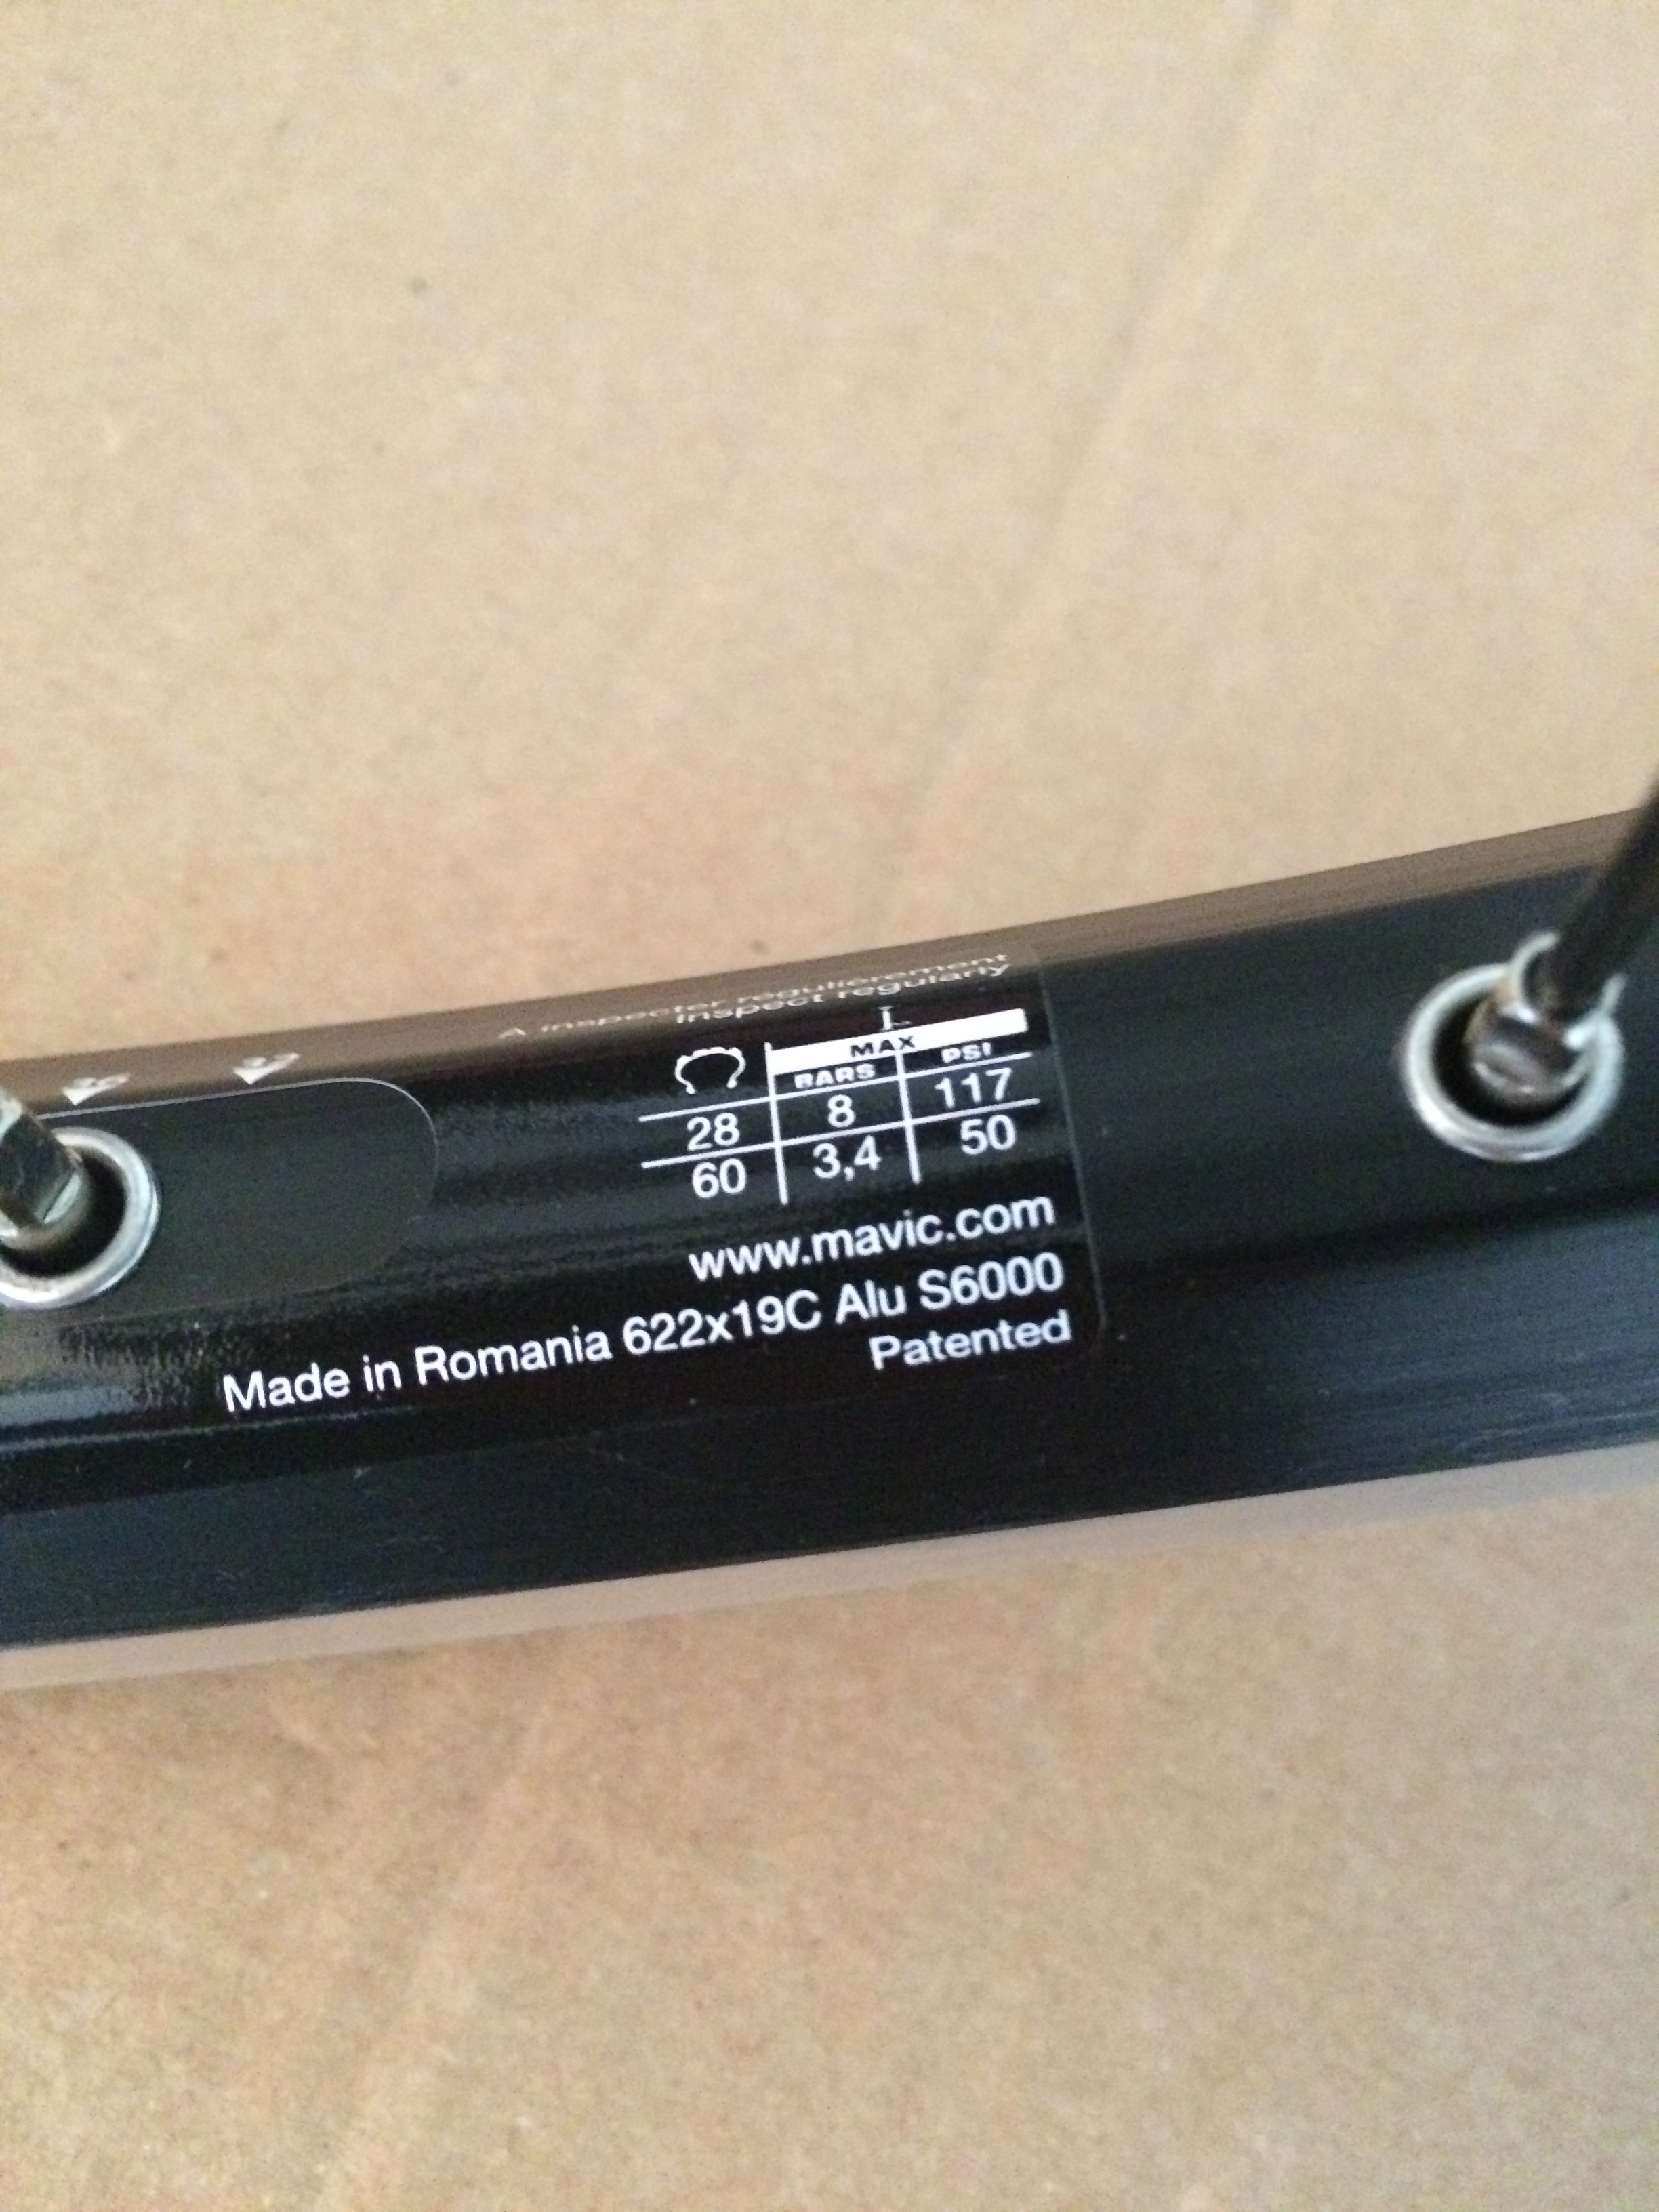 A inspecter regulièrement
Inspect regularly
MAX
BARS PSI
28 8 117
60 3,4 50
www.mavic.com
Made in Romania 622x19C Alu S6000
Patented